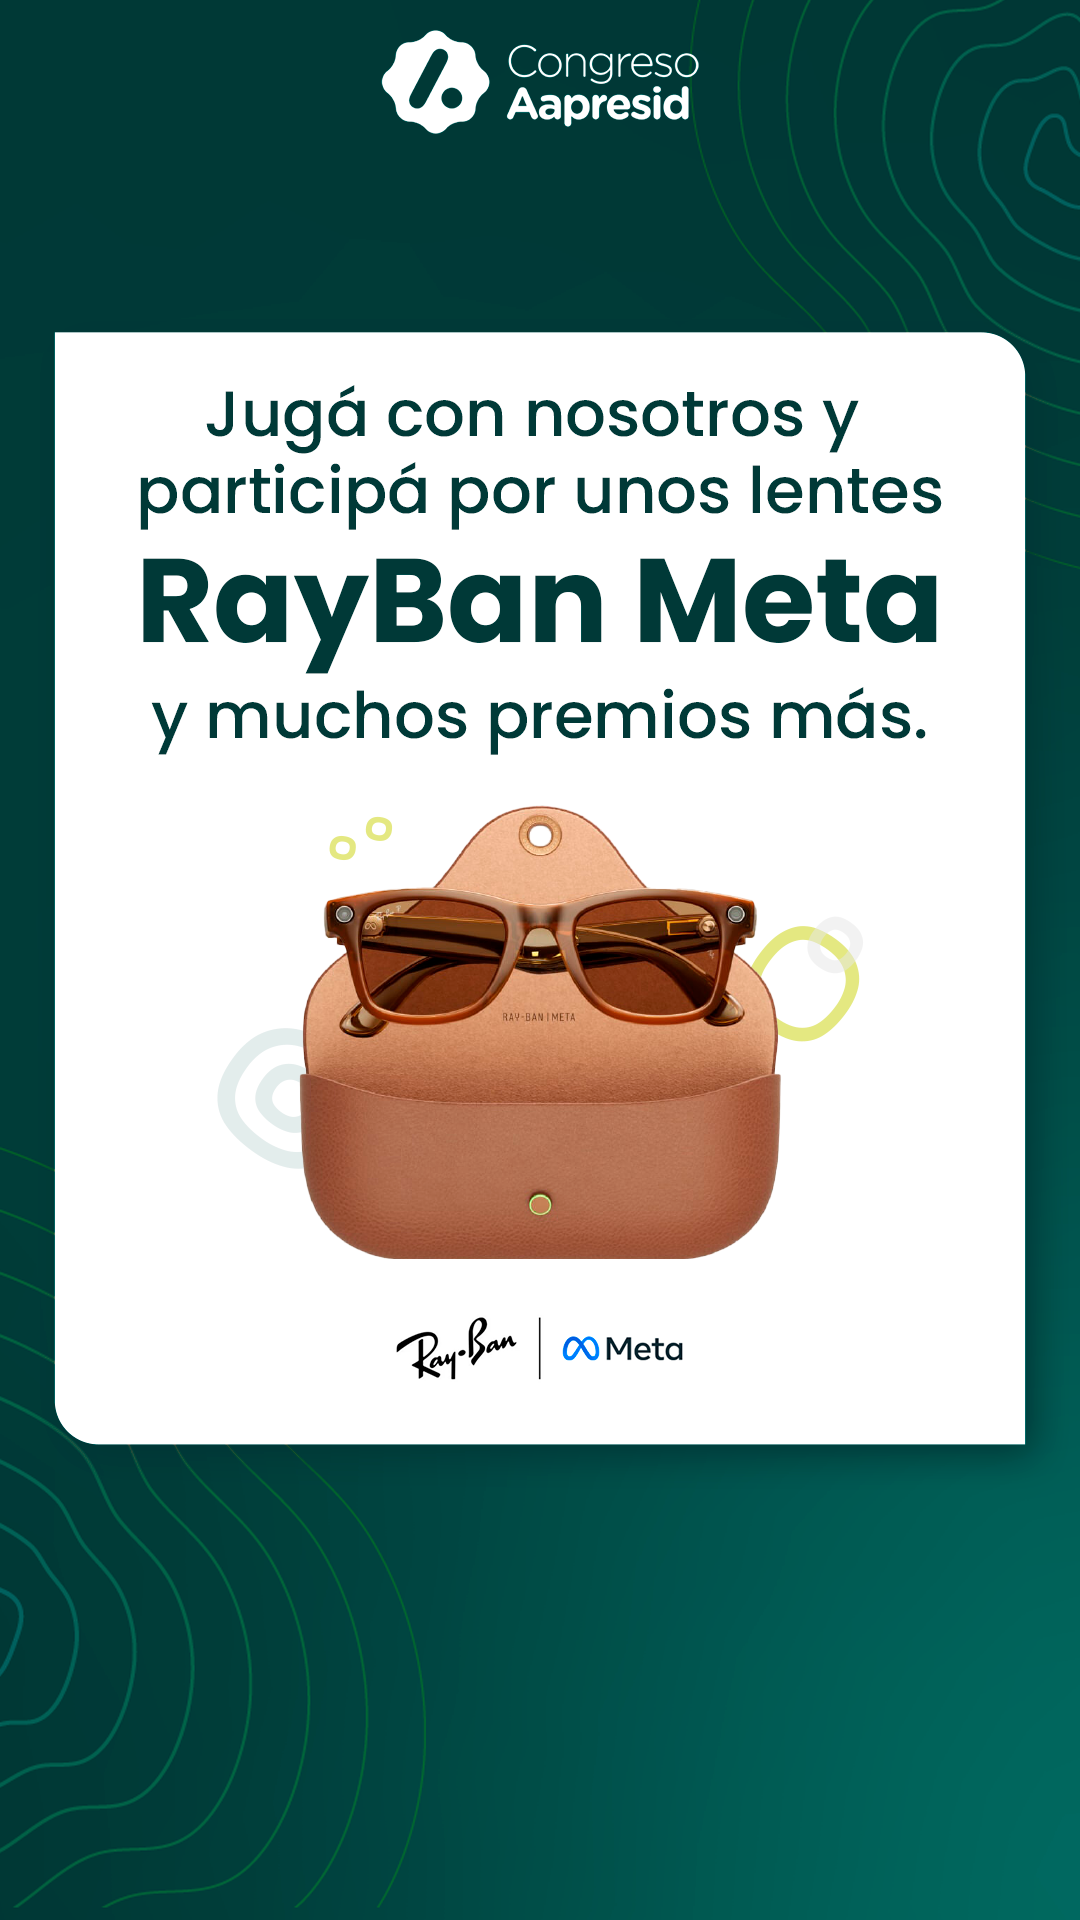 Congreso
Aapresid
Jugá con nosotros y
participá por unos lentes
RayBan Meta
y muchos premios más.
RAY-BAN | META
Ray-Ban | Meta